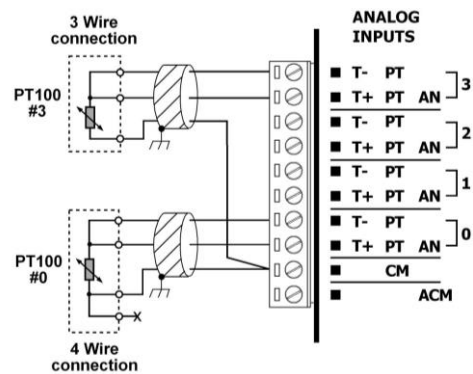 3 Wire
connection
PT100
#3
PT100
#0
4 Wire
connection
ANALOG
INPUTS
T- PT
T+ PT AN
3
T- PT
T+ PT AN
2
T- PT
T+ PT AN
1
T- PT
T+ PT AN
0
CM
ACM